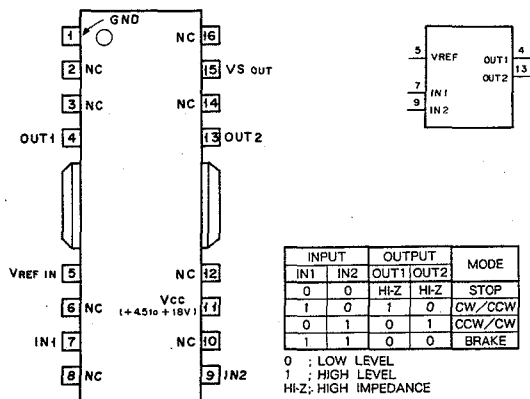 GND
1
NC 16
2 NC
15 VS OUT
3 NC
NC 14
OUT1 4
13 OUT2
VREF IN 5
NC 12
6 NC
VCC 11
(+4.5 to +18V)
IN1 7
NC 10
8 NC
9 IN2
5 VREF OUT1 4
OUT2 13
7 IN1
9 IN2
INPUT OUTPUT MODE
IN1 IN2 OUT1 OUT2
0 0 HI-Z HI-Z STOP
1 0 1 0 CW/CCW
0 1 0 1 CCW/CW
1 1 0 0 BRAKE
0 ; LOW LEVEL
1 ; HIGH LEVEL
HI-Z; HIGH IMPEDANCE